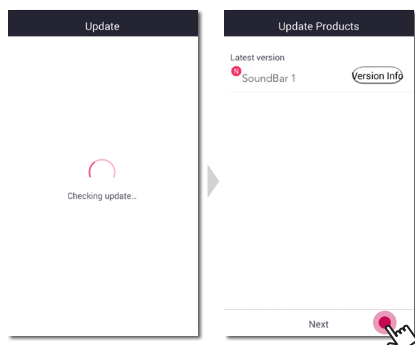 Update
Checking update...
Update Products
Latest version
N
SoundBar 1
Version Info
Next